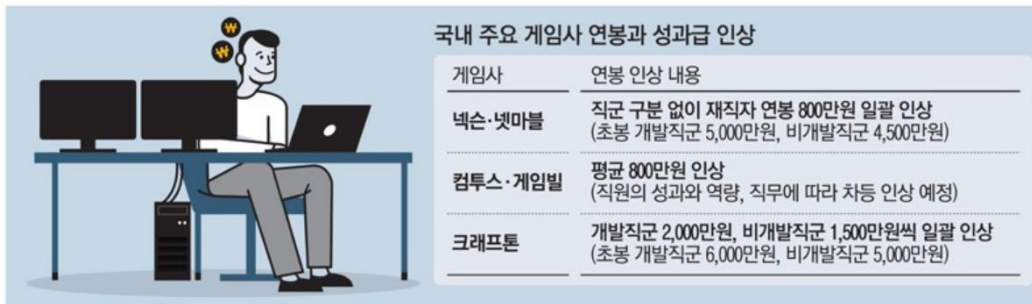 국내 주요 게임사 연봉과 성과급 인상
게임사 연봉 인상 내용
넥슨·넷마블 직군 구분 없이 재직자 연봉 800만원 일괄 인상
(초봉 개발직군 5,000만원, 비개발직군 4,500만원)
컴투스·게임빌 평균 800만원 인상
(직원의 성과와 역량, 직무에 따라 차등 인상 예정)
크래프톤 개발직군 2,000만원, 비개발직군 1,500만원씩 일괄 인상
(초봉 개발직군 6,000만원, 비개발직군 5,000만원)
₩
₩